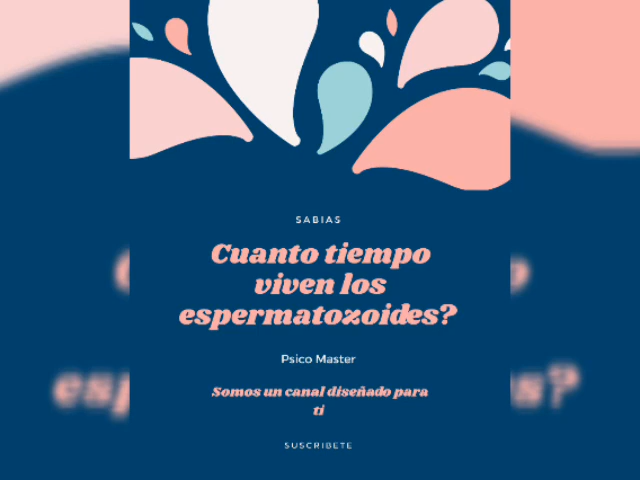 SABIAS
Cuanto tiempo
viven los
espermatozoides?
Psico Master
Somos un canal diseñado para
ti
SUSCRIBETE